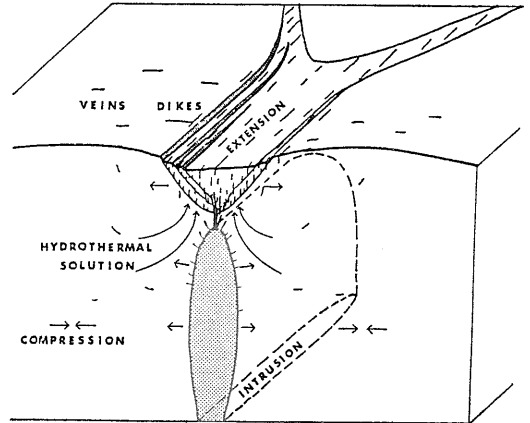 VEINS DIKES
EXTENSION
HYDROTHERMAL
SOLUTION
COMPRESSION
INTRUSION